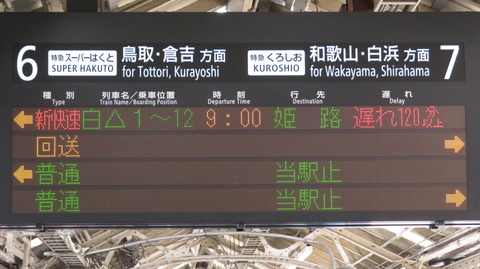 6 特急 スーパーはくと 鳥取・倉吉 方面 特急 くろしお 和歌山・白浜 方面 7
SUPER HAKUTO for Tottori, Kurayoshi KUROSHIO for Wakayama, Shirahama
種別 列車名/乗車位置 時刻 行先 遅れ
Type Train Name/Boarding Position Departure Time Destination Delay
← 新快速 白△ 1〜12 9:00 姫路 遅れ120分以上
回送 →
← 普通 当駅止
普通 当駅止 →